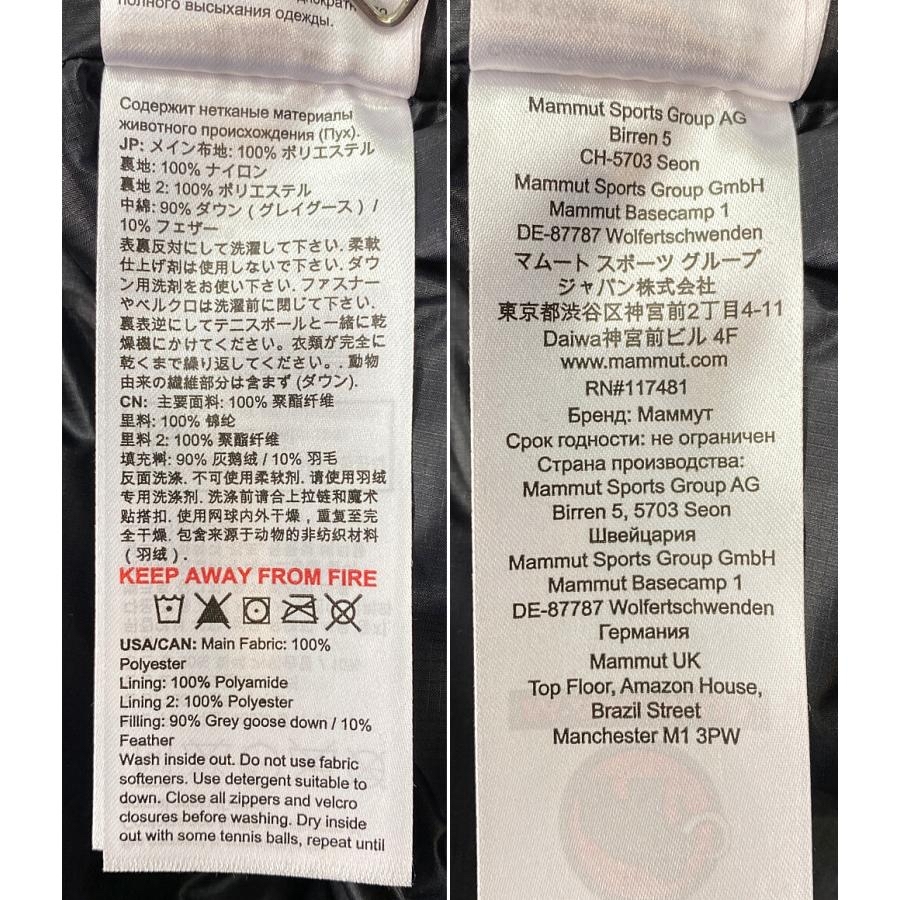 полного высыхания одежды.
Содержит нетканые материалы
животного происхождения (Пух).
JP: メイン布地: 100% ポリエステル
裏地: 100% ナイロン
裏地 2: 100% ポリエステル
中綿: 90% ダウン ( グレイグース ) /
10% フェザー
表裏反対にして洗濯して下さい. 柔軟
仕上げ剤は使用しないで下さい. ダウ
ン用洗剤をお使い下さい. ファスナー
やベルクロは洗濯前に閉じて下さい.
裏表逆にしてテニスボールと一緒に乾
燥機にかけてください。衣類が完全に
乾くまで繰り返してください。. 動物
由来の繊維部分は含まず (ダウン).
CN: 主要面料: 100% 聚酯纤维
里料: 100% 锦纶
里料 2: 100% 聚酯纤维
填充料: 90% 灰鹅绒 / 10% 羽毛
反面洗涤. 不可使用柔软剂. 请使用羽绒
专用洗涤剂. 洗涤前请合上拉链和魔术
贴搭扣. 使用网球内外干燥，重复至完
全干燥. 包含来源于动物的非纺织材料
( 羽绒 ).
KEEP AWAY FROM FIRE
USA/CAN: Main Fabric: 100%
Polyester
Lining: 100% Polyamide
Lining 2: 100% Polyester
Filling: 90% Grey goose down / 10%
Feather
Wash inside out. Do not use fabric
softeners. Use detergent suitable to
down. Close all zippers and velcro
closures before washing. Dry inside
out with some tennis balls, repeat until
Mammut Sports Group AG
Birren 5
CH-5703 Seon
Mammut Sports Group GmbH
Mammut Basecamp 1
DE-87787 Wolfertschwenden
マムート スポーツ グループ
ジャパン株式会社
東京都渋谷区神宮前2丁目4-11
Daiwa神宮前ビル 4F
www.mammut.com
RN#117481
Бренд: Маммут
Срок годности: не ограничен
Страна производства:
Mammut Sports Group AG
Birren 5, 5703 Seon
Швейцария
Mammut Sports Group GmbH
Mammut Basecamp 1
DE-87787 Wolfertschwenden
Германия
Mammut UK
Top Floor, Amazon House,
Brazil Street
Manchester M1 3PW